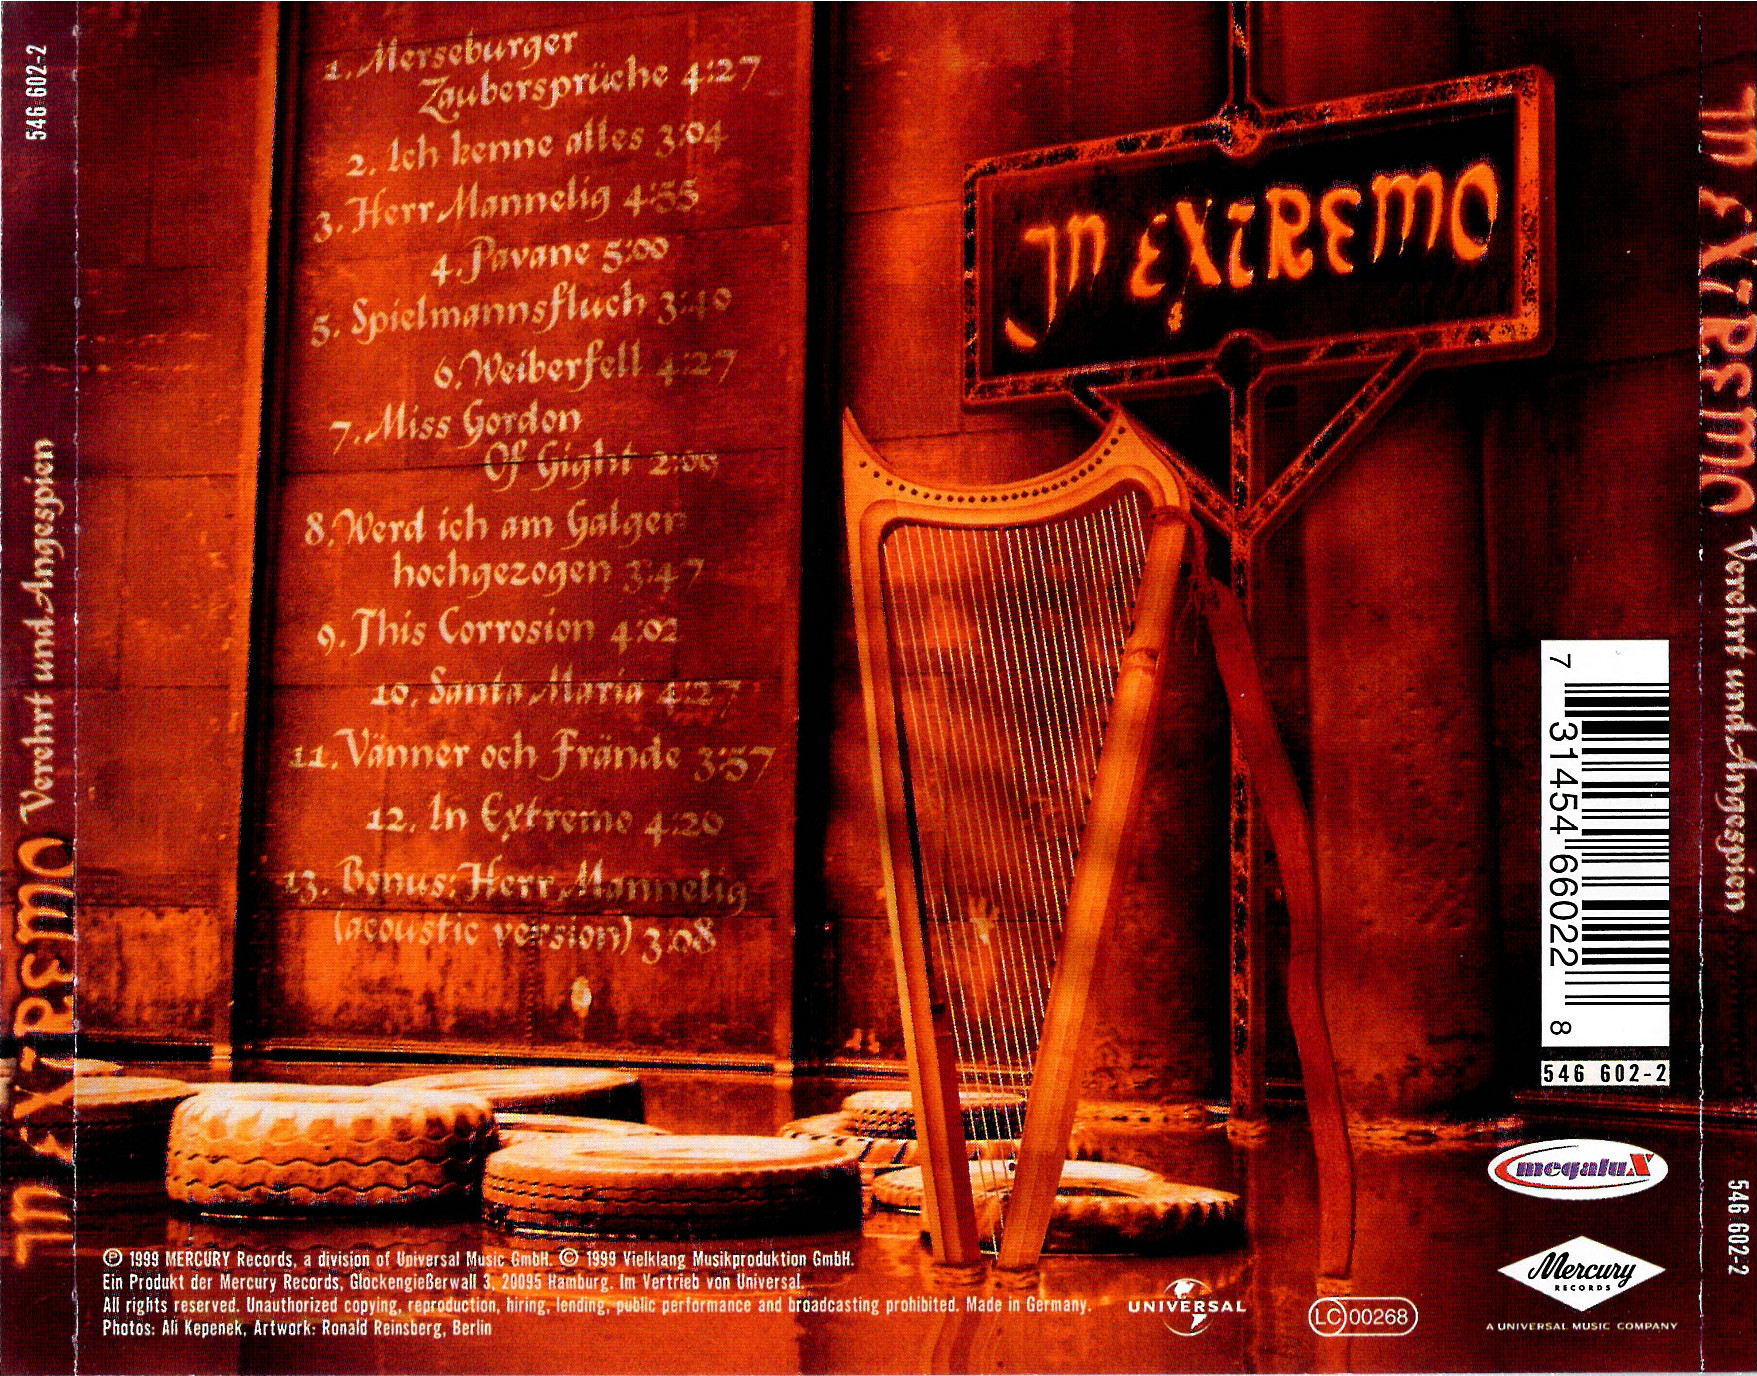 546 602-2
IN EXTREMO Verehrt und Angespien
1. Merseburger
Zaubersprüche 4:27
2. Ich kenne alles 3:04
3. Herr Mannelig 4:55
4. Pavane 5:00
5. Spielmannsfluch 3:40
6. Weiberfell 4:27
7. Miss Gordon
Of Gight 2:09
8. Werd ich am Galgen
hochgezogen 3:47
9. This Corrosion 4:02
10. Santa Maria 4:27
11. Vänner och Frände 3:57
12. In Extremo 4:20
13. Bonus: Herr Mannelig
(acoustic version) 3:08
IN EXTREMO
7 31454 66022 8
546 602-2
megalux
Mercury
RECORDS
A UNIVERSAL MUSIC COMPANY
UNIVERSAL
LC 00268
℗ 1999 MERCURY Records, a division of Universal Music GmbH. © 1999 Vielklang Musikproduktion GmbH.
Ein Produkt der Mercury Records, Glockengießerwall 3, 20095 Hamburg. Im Vertrieb von Universal.
All rights reserved. Unauthorized copying, reproduction, hiring, lending, public performance and broadcasting prohibited. Made in Germany.
Photos: Ali Kepenek, Artwork: Ronald Reinsberg, Berlin
IN EXTREMO Verehrt und Angespien
546 602-2